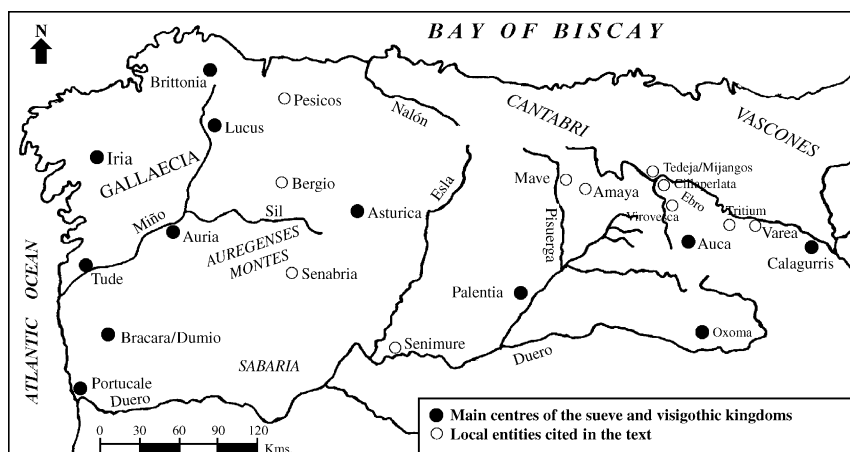 BAY OF BISCAY
N
Brittonia
Pesicos
Nalón
CANTABRI
VASCONES
Lucus
Iria
GALLAECIA
Bergio
Esla
Mave
Amaya
Tedeja/Mijangos
Cillaperlata
Ebro
Virovesca
Tritium
Varea
Miño
Sil
Asturica
Pisuerga
Auria
AUREGENSES
MONTES
Senabria
Auca
Calagurris
Tude
Palentia
ATLANTIC OCEAN
Bracara/Dumio
Oxoma
SABARIA
Senimure
Duero
Portucale
Duero
Main centres of the sueve and visigothic kingdoms
Local entities cited in the text
0 30 60 90 120
Kms